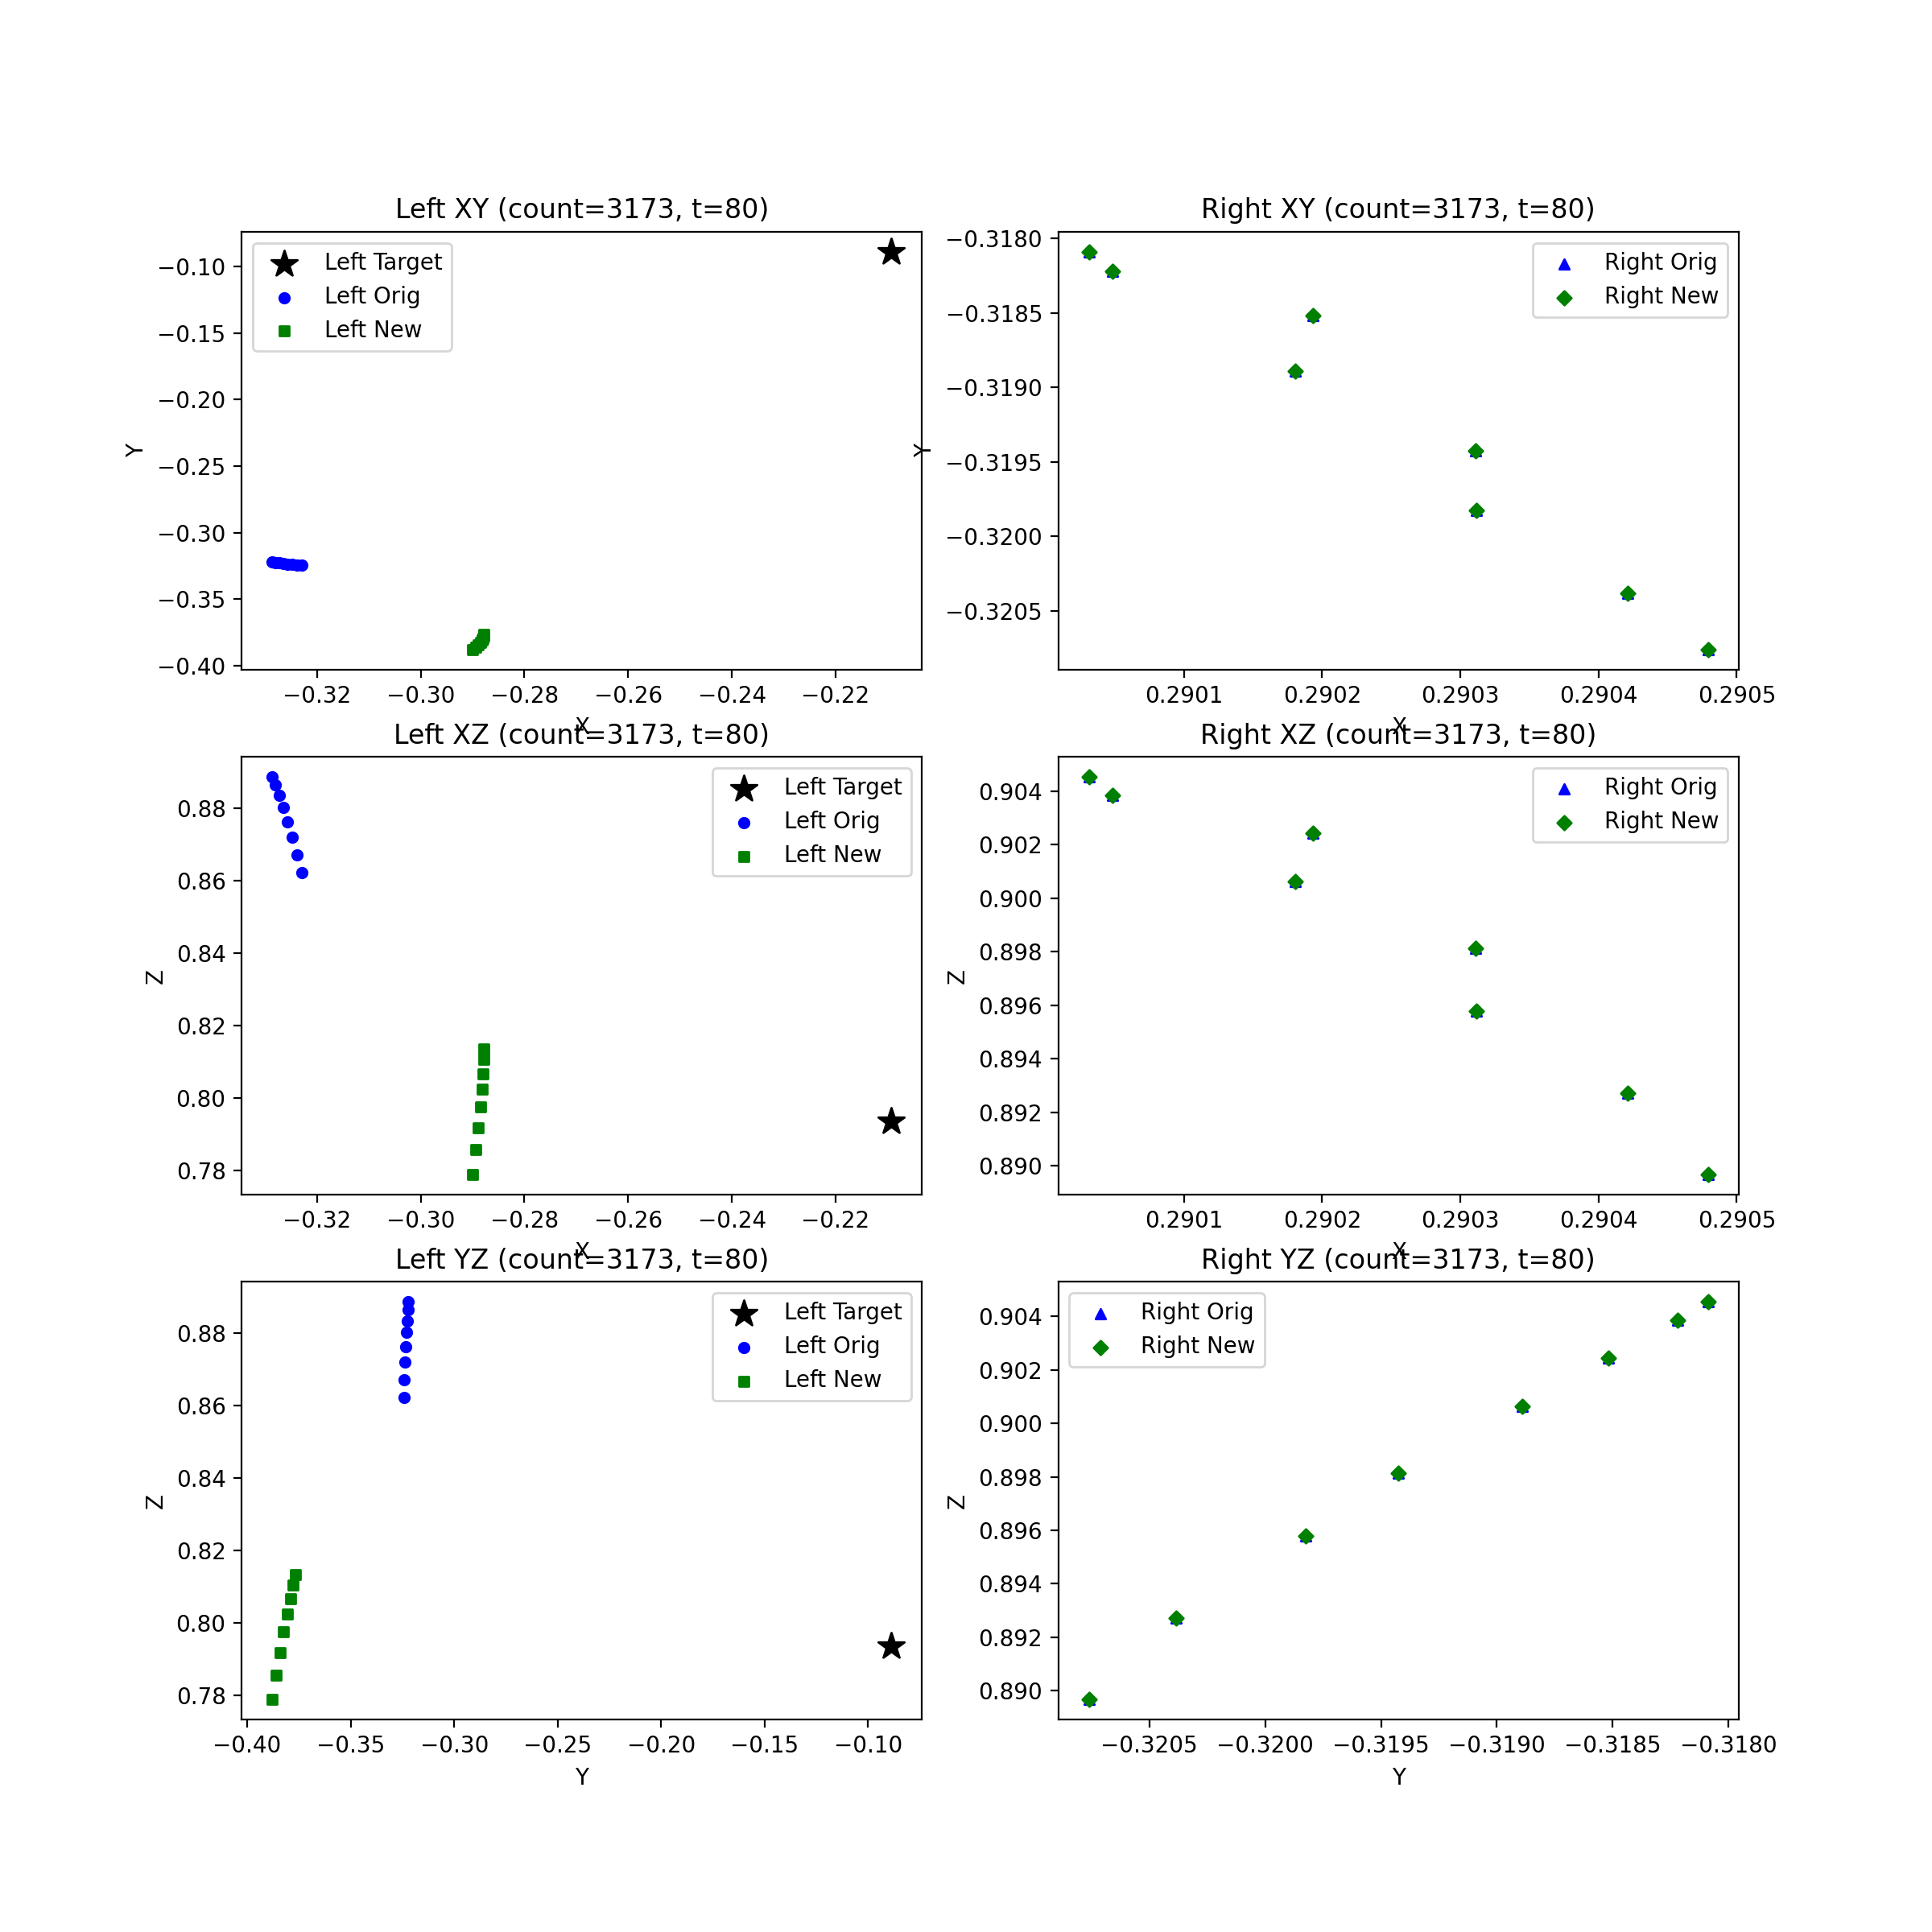 Left XY (count=3173, t=80)
Left Target
Left Orig
Left New
−0.10
−0.15
−0.20
−0.25
−0.30
−0.35
−0.40
Y
−0.32
−0.30
−0.28
−0.26
−0.24
−0.22
X
Right XY (count=3173, t=80)
Right Orig
Right New
−0.3180
−0.3185
−0.3190
−0.3195
−0.3200
−0.3205
Y
0.2901
0.2902
0.2903
0.2904
0.2905
X
Left XZ (count=3173, t=80)
Left Target
Left Orig
Left New
0.88
0.86
0.84
0.82
0.80
0.78
Z
−0.32
−0.30
−0.28
−0.26
−0.24
−0.22
X
Right XZ (count=3173, t=80)
Right Orig
Right New
0.904
0.902
0.900
0.898
0.896
0.894
0.892
0.890
Z
0.2901
0.2902
0.2903
0.2904
0.2905
X
Left YZ (count=3173, t=80)
Left Target
Left Orig
Left New
0.88
0.86
0.84
0.82
0.80
0.78
Z
−0.40
−0.35
−0.30
−0.25
−0.20
−0.15
−0.10
Y
Right YZ (count=3173, t=80)
Right Orig
Right New
0.904
0.902
0.900
0.898
0.896
0.894
0.892
0.890
Z
−0.3205
−0.3200
−0.3195
−0.3190
−0.3185
−0.3180
Y